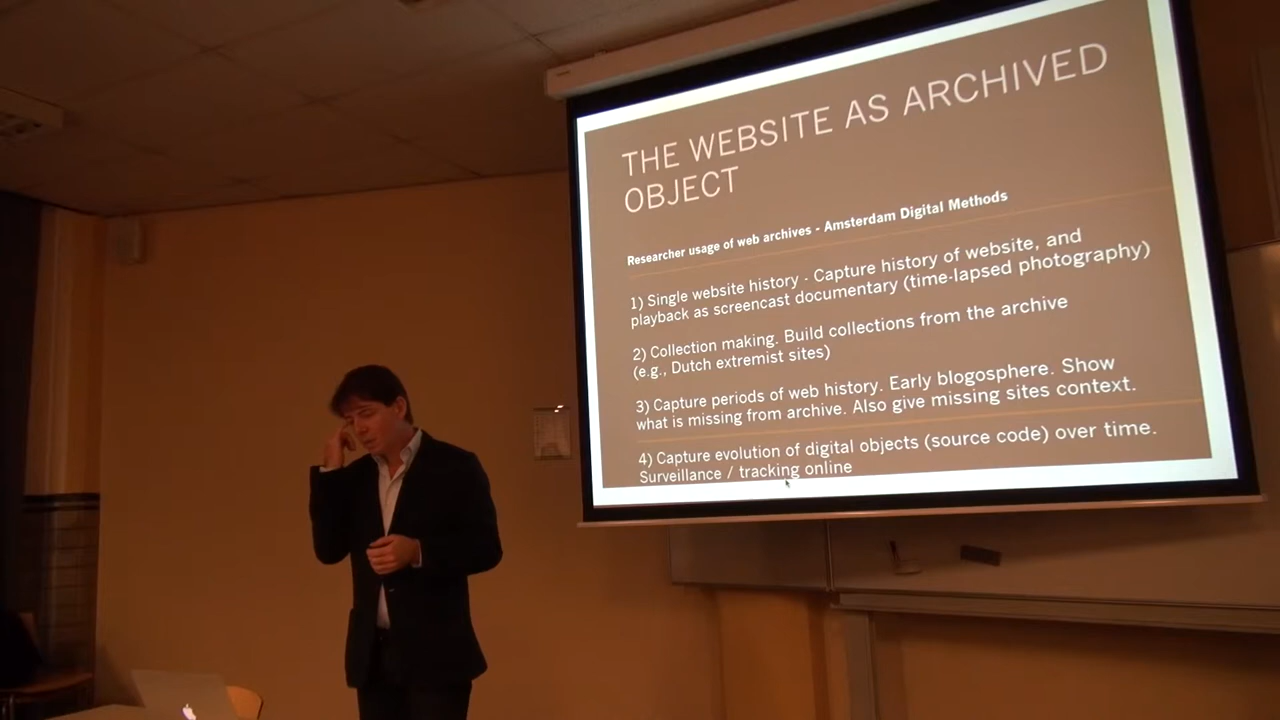 THE WEBSITE AS ARCHIVED
OBJECT
Researcher usage of web archives - Amsterdam Digital Methods
1) Single website history - Capture history of website, and
playback as screencast documentary (time-lapsed photography)
2) Collection making. Build collections from the archive
(e.g., Dutch extremist sites)
3) Capture periods of web history. Early blogosphere. Show
what is missing from archive. Also give missing sites context.
4) Capture evolution of digital objects (source code) over time.
Surveillance / tracking online